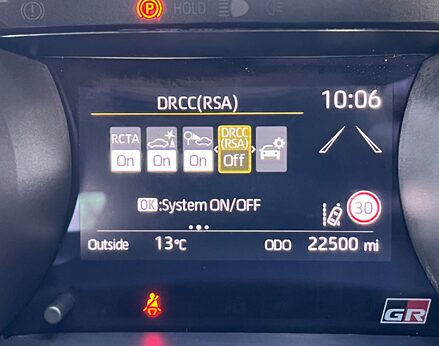 HOLD
DRCC(RSA)
10:06
RCTA
On
On
On
DRCC
(RSA)
Off
OK:System ON/OFF
30
Outside 13°C ODO 22500 mi
GR